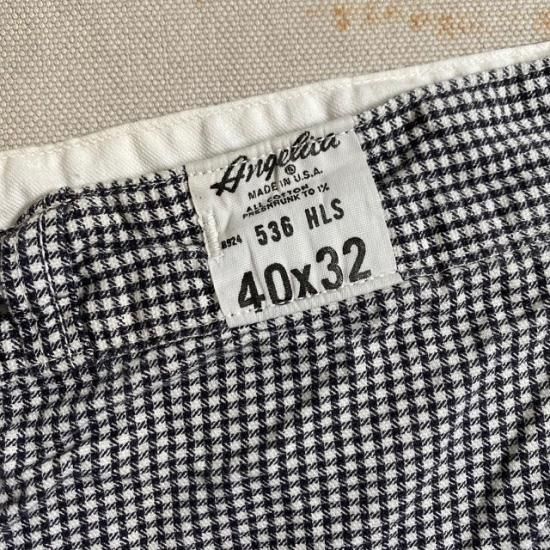 Angelica
®
MADE IN U.S.A.
ALL COTTON
PRESHRUNK TO 1%
536 HLS
40x32